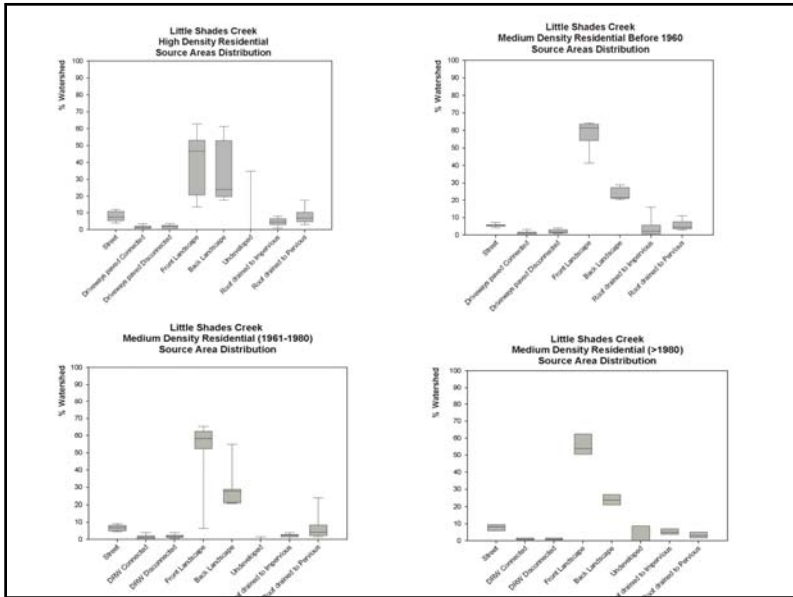 Little Shades Creek
High Density Residential
Source Areas Distribution
% Watershed
100
90
80
70
60
50
40
30
20
10
0
Street
Driveways paved Connected
Driveways paved Disconnected
Front Landscape
Back Landscape
Undeveloped
Roof drained to Impervious
Roof drained to Pervious
Little Shades Creek
Medium Density Residential Before 1960
Source Areas Distribution
% Watershed
100
90
80
70
60
50
40
30
20
10
0
Street
Driveways paved Connected
Driveways paved Disconnected
Front Landscape
Back Landscape
Roof drained to Impervious
Roof drained to Pervious
Little Shades Creek
Medium Density Residential (1961-1980)
Source Area Distribution
% Watershed
100
90
80
70
60
50
40
30
20
10
0
Street
DRW Connected
DRW Disconnected
Front Landscape
Back Landscape
Undeveloped
drained to Impervious
Roof drained to Pervious
Little Shades Creek
Medium Density Residential (>1980)
Source Area Distribution
% Watershed
100
90
80
70
60
50
40
30
20
10
0
Street
DRW Connected
DRW Disconnected
Front Landscape
Back Landscape
Undeveloped
drained to Impervious
Roof drained to Pervious